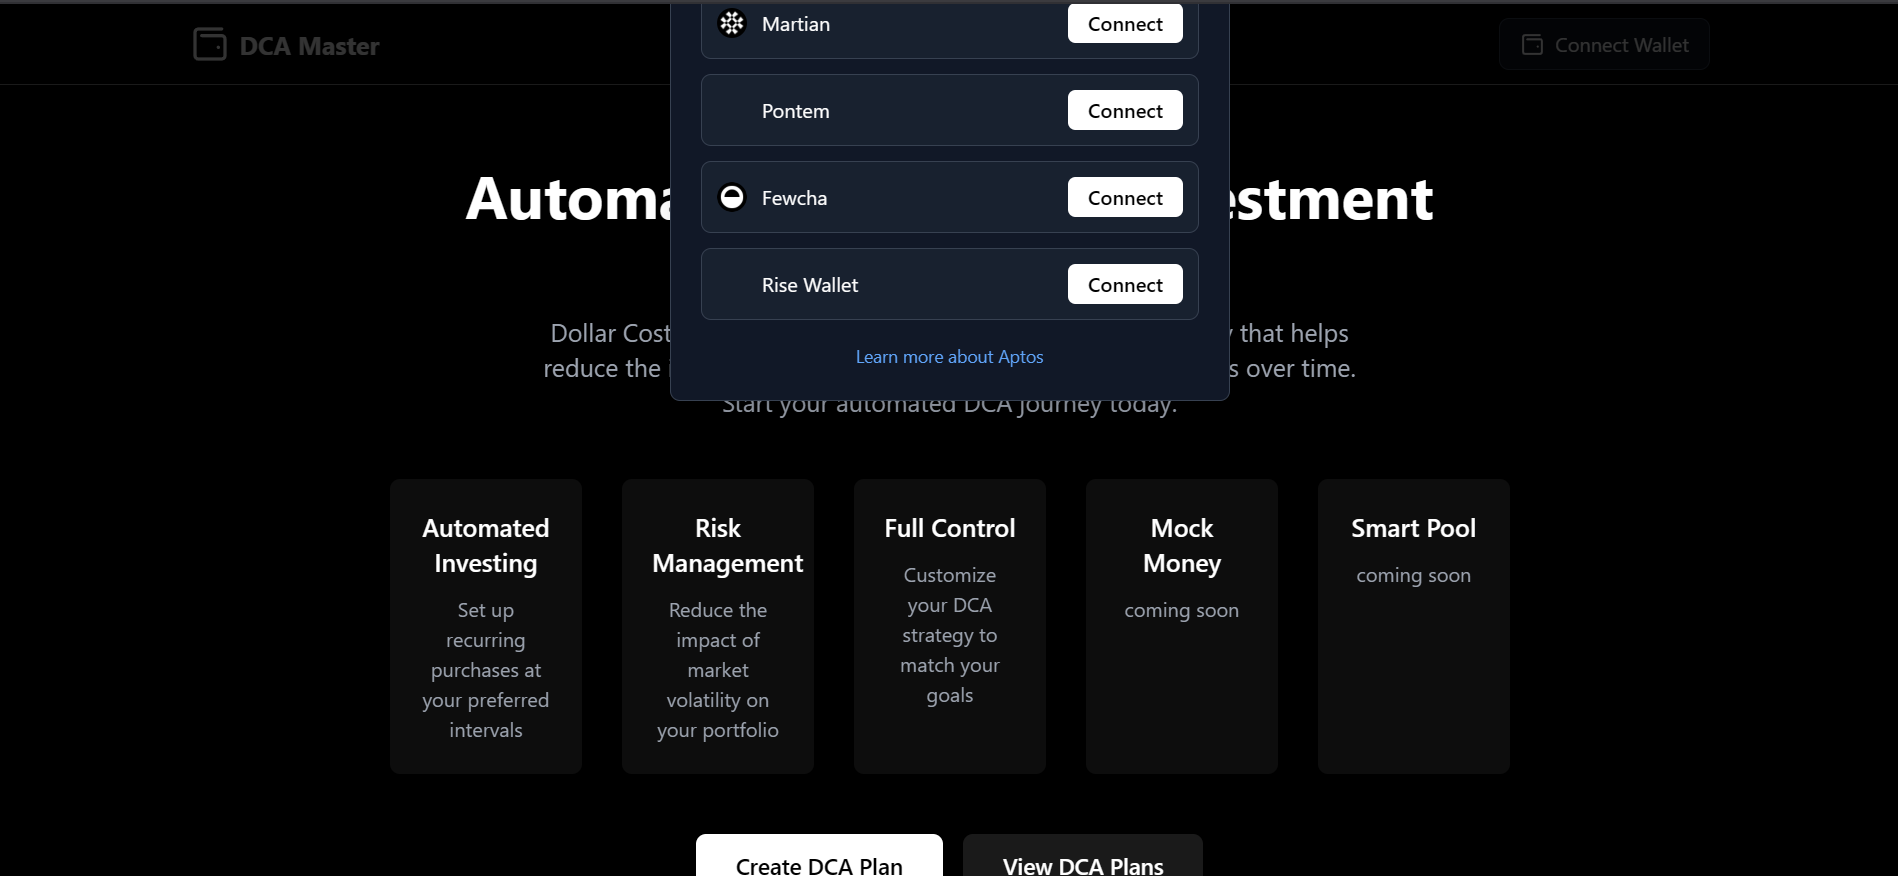 DCA Master
Connect Wallet
Martian
Connect
Pontem
Connect
Fewcha
Connect
Rise Wallet
Connect
Learn more about Aptos
Automa
estment
Dollar Cost
that helps
reduce the
s over time.
Start your automated DCA journey today.
Automated
Investing
Set up
recurring
purchases at
your preferred
intervals
Risk
Management
Reduce the
impact of
market
volatility on
your portfolio
Full Control
Customize
your DCA
strategy to
match your
goals
Mock
Money
coming soon
Smart Pool
coming soon
Create DCA Plan
View DCA Plans